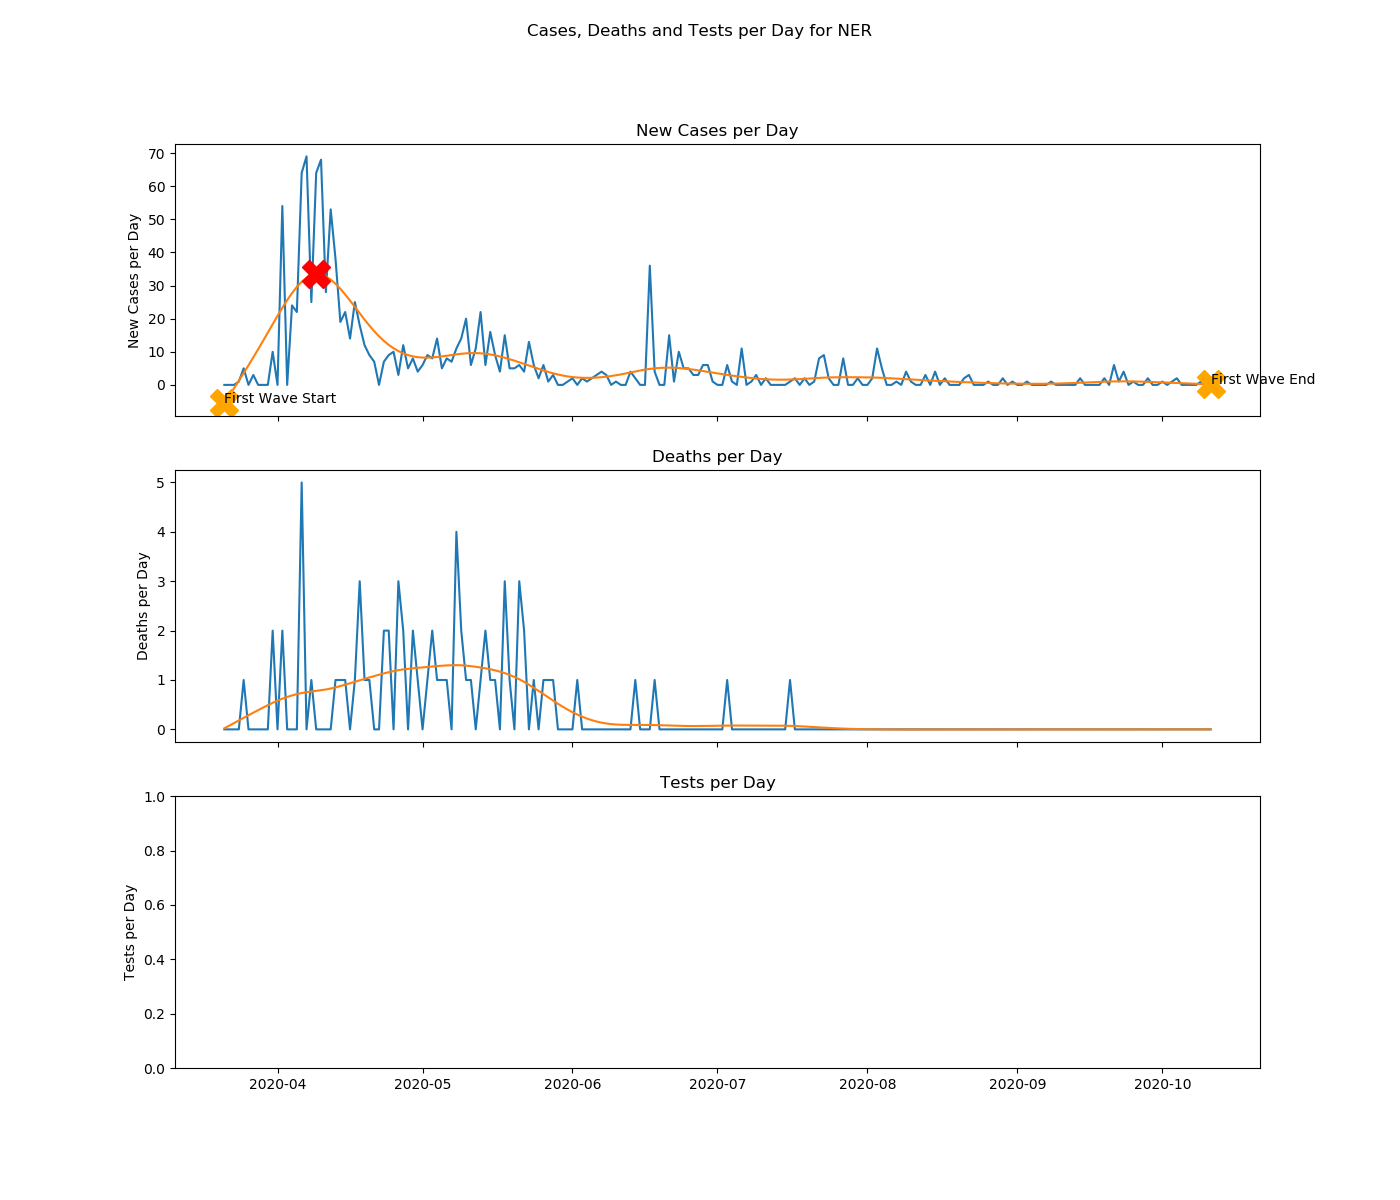 Cases, Deaths and Tests per Day for NER
New Cases per Day
New Cases per Day
70
60
50
40
30
20
10
0
First Wave Start
First Wave End
Deaths per Day
Deaths per Day
5
4
3
2
1
0
Tests per Day
Tests per Day
1.0
0.8
0.6
0.4
0.2
0.0
2020-04 2020-05 2020-06 2020-07 2020-08 2020-09 2020-10